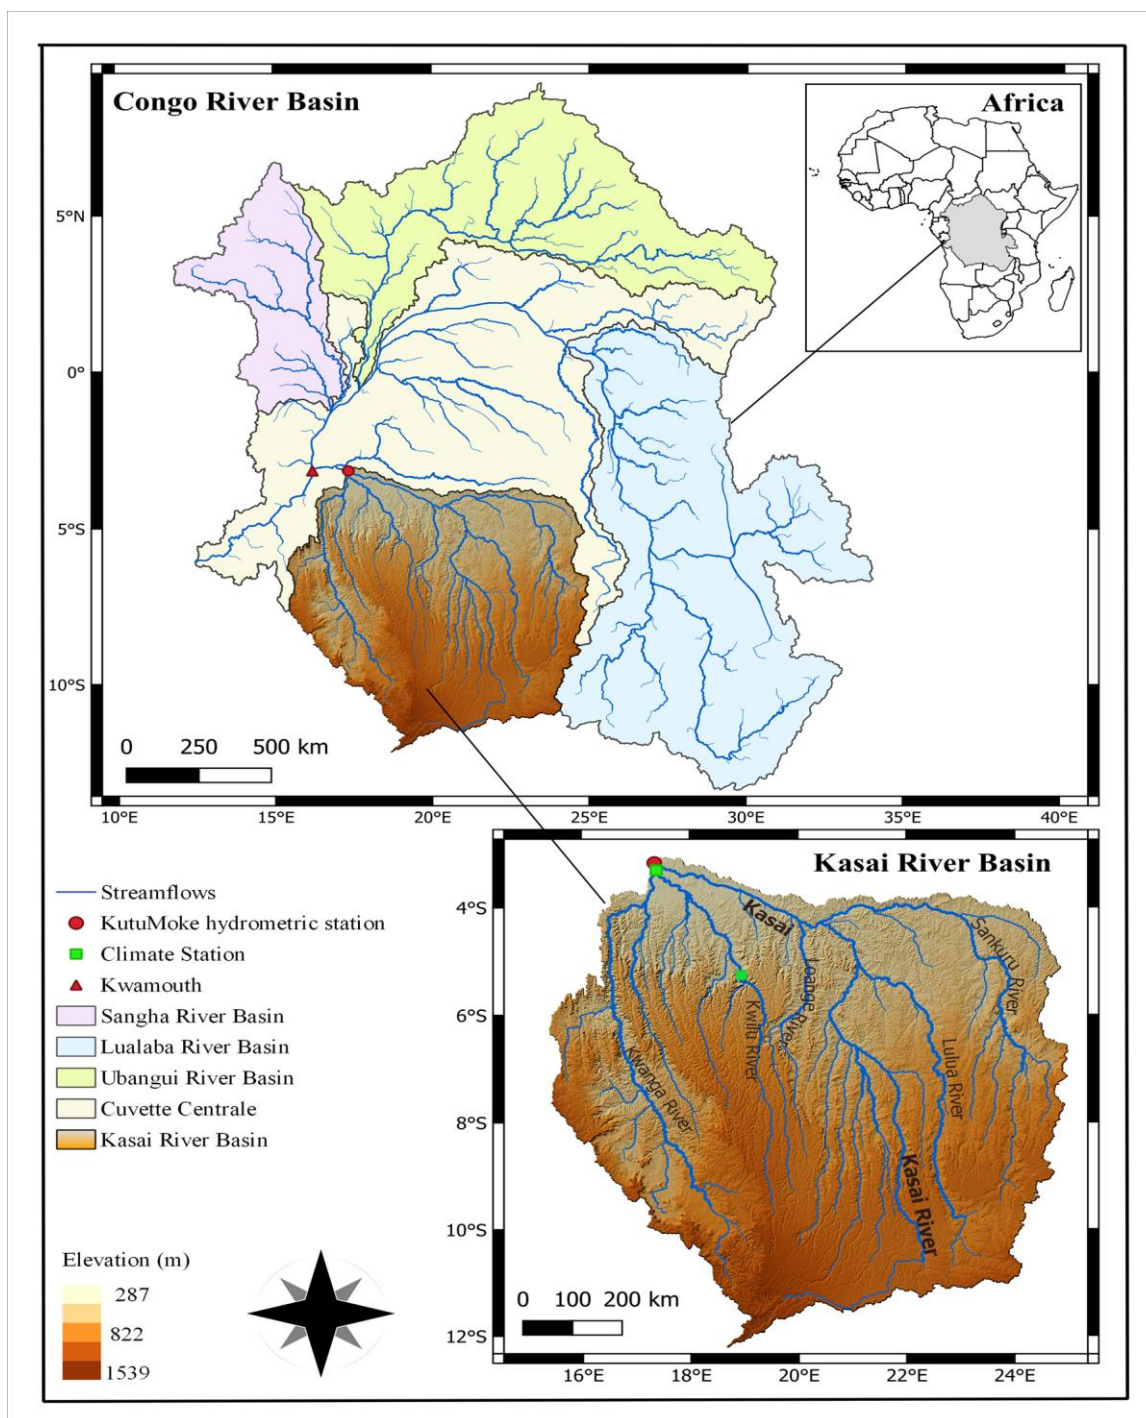 Congo River Basin
Africa
5°N
0°
5°S
10°S
0 250 500 km
10°E 15°E 20°E 25°E 30°E 35°E 40°E
Streamflows
KutuMoke hydrometric station
Climate Station
Kwamouth
Sangha River Basin
Lualaba River Basin
Ubangui River Basin
Cuvette Centrale
Kasai River Basin
Elevation (m)
287
822
1539
Kasai River Basin
4°S
6°S
8°S
10°S
12°S
Kasai
Sankuru River
Loange River
Kwilu River
Lulua River
Kwanga River
Kasai River
0 100 200 km
16°E 18°E 20°E 22°E 24°E